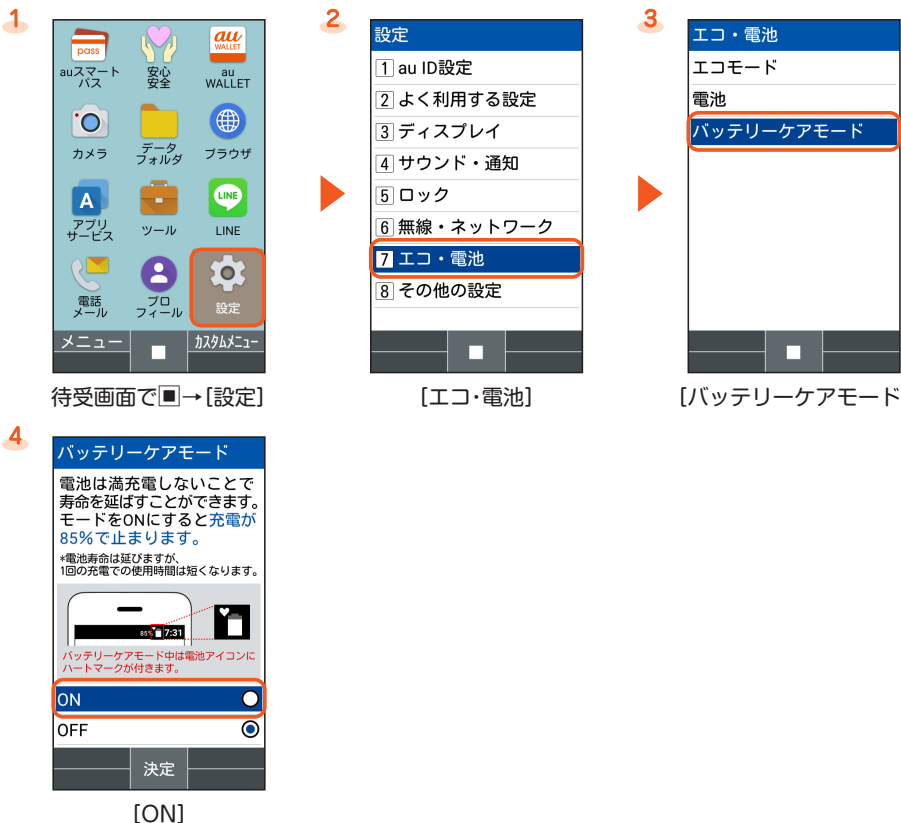 1
pass
auスマート
パス
安心
安全
au
WALLET
au
WALLET
カメラ
データ
フォルダ
ブラウザ
A
アプリ
サービス
ツール
LINE
LINE
電話
メール
プロ
フィール
設定
メニュー
カスタムメニュー
待受画面で▣→[設定]
2
設定
1 au ID設定
2 よく利用する設定
3 ディスプレイ
4 サウンド・通知
5 ロック
6 無線・ネットワーク
7 エコ・電池
8 その他の設定
[エコ･電池]
3
エコ・電池
エコモード
電池
バッテリーケアモード
[バッテリーケアモード
4
バッテリーケアモード
電池は満充電しないことで
寿命を延ばすことができます。
モードをONにすると充電が
85%で止まります。
*電池寿命は延びますが、
1回の充電での使用時間は短くなります。
85% 7:31
バッテリーケアモード中は電池アイコンに
ハートマークが付きます。
ON
OFF
決定
[ON]